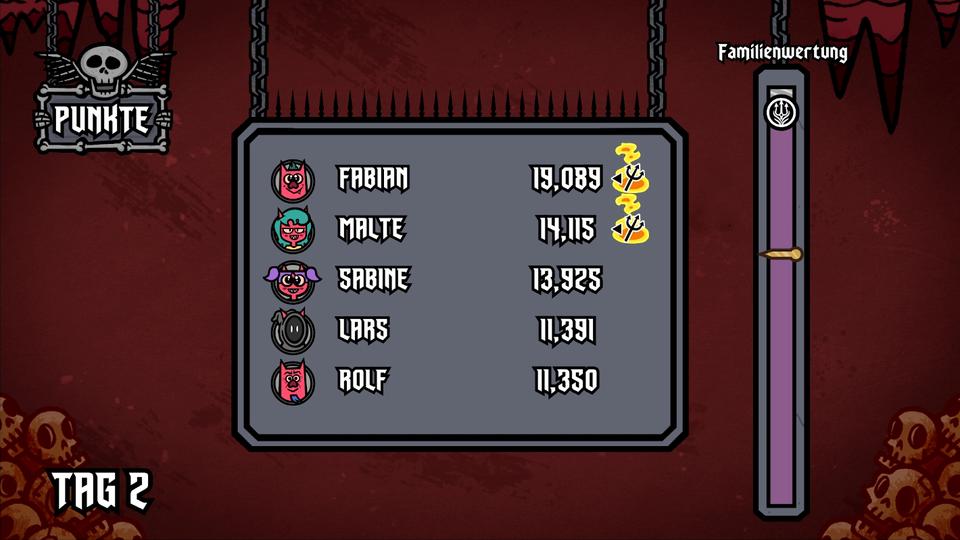 Familienwertung
PUNKTE
FABIAN 19,089
MALTE 14,115
SABINE 13,925
LARS 11,391
ROLF 11,350
TAG 2